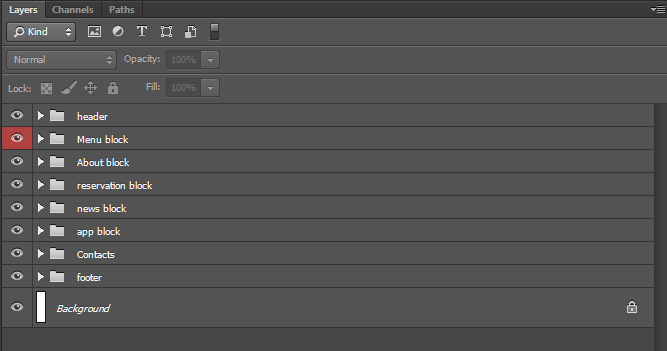 Layers Channels Paths
Kind T
Normal Opacity: 100%
Lock: Fill: 100%
header
Menu block
About block
reservation block
news block
app block
Contacts
footer
Background